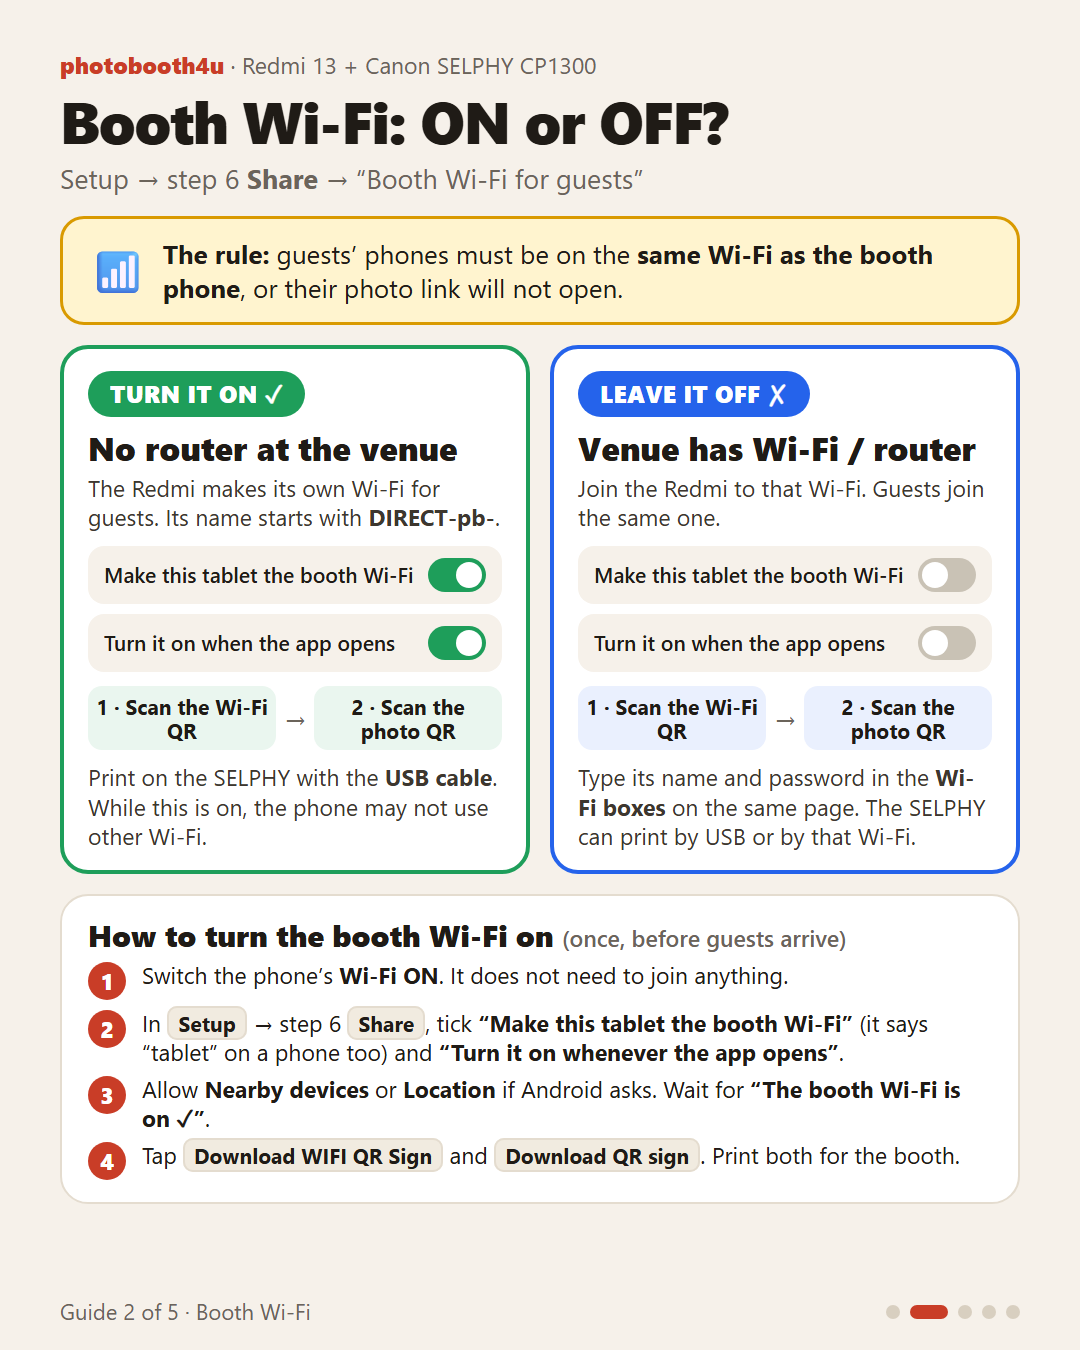 photobooth4u · Redmi 13 + Canon SELPHY CP1300
Booth Wi-Fi: ON or OFF?
Setup → step 6 Share → “Booth Wi-Fi for guests”
The rule: guests’ phones must be on the same Wi-Fi as the booth
phone, or their photo link will not open.
TURN IT ON ✓
No router at the venue
The Redmi makes its own Wi-Fi for
guests. Its name starts with DIRECT-pb-.
Make this tablet the booth Wi-Fi
Turn it on when the app opens
1 · Scan the Wi-Fi
QR
→
2 · Scan the
photo QR
Print on the SELPHY with the USB cable.
While this is on, the phone may not use
other Wi-Fi.
LEAVE IT OFF ✗
Venue has Wi-Fi / router
Join the Redmi to that Wi-Fi. Guests join
the same one.
Make this tablet the booth Wi-Fi
Turn it on when the app opens
1 · Scan the Wi-Fi
QR
→
2 · Scan the
photo QR
Type its name and password in the Wi-
Fi boxes on the same page. The SELPHY
can print by USB or by that Wi-Fi.
How to turn the booth Wi-Fi on (once, before guests arrive)
1 Switch the phone’s Wi-Fi ON. It does not need to join anything.
2 In Setup → step 6 Share, tick “Make this tablet the booth Wi-Fi” (it says
“tablet” on a phone too) and “Turn it on whenever the app opens”.
3 Allow Nearby devices or Location if Android asks. Wait for “The booth Wi-Fi is
on ✓”.
4 Tap Download WIFI QR Sign and Download QR sign. Print both for the booth.
Guide 2 of 5 · Booth Wi-Fi